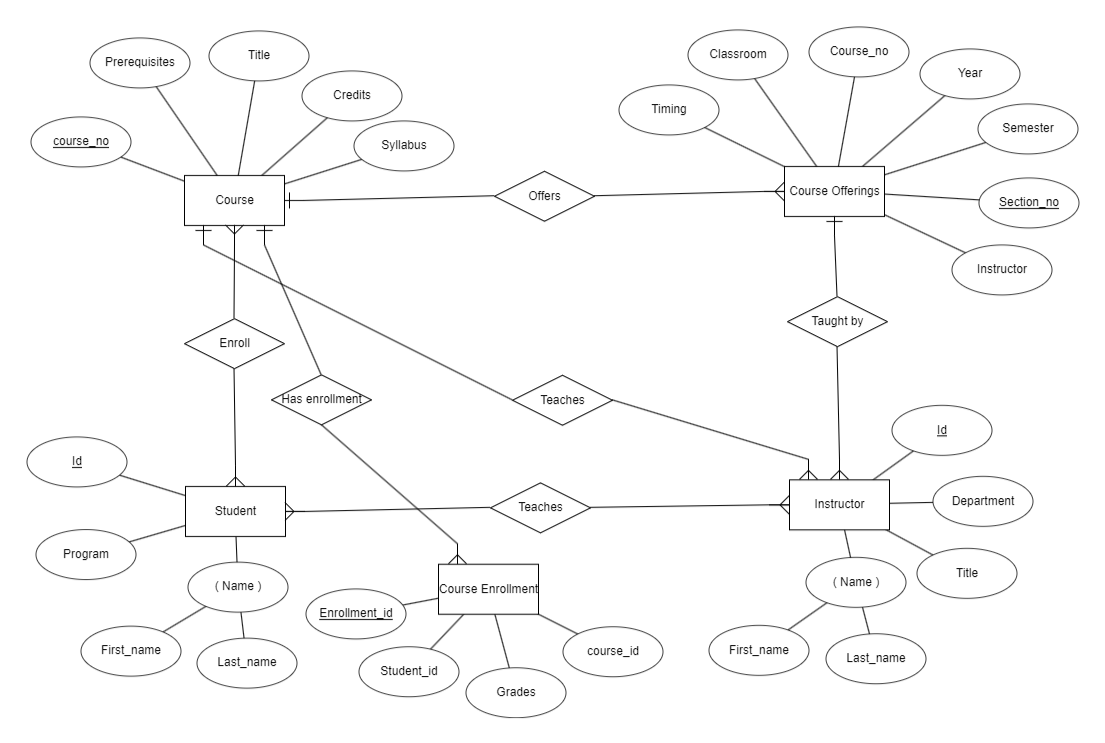 Prerequisites
Title
Credits
course_no
Syllabus
Course
Offers
Classroom
Course_no
Year
Timing
Semester
Course Offerings
Section_no
Instructor
Enroll
Has enrollment
Teaches
Taught by
Id
Student
Program
( Name )
First_name
Last_name
Teaches
Id
Instructor
Department
Title
( Name )
First_name
Last_name
Course Enrollment
Enrollment_id
Student_id
Grades
course_id